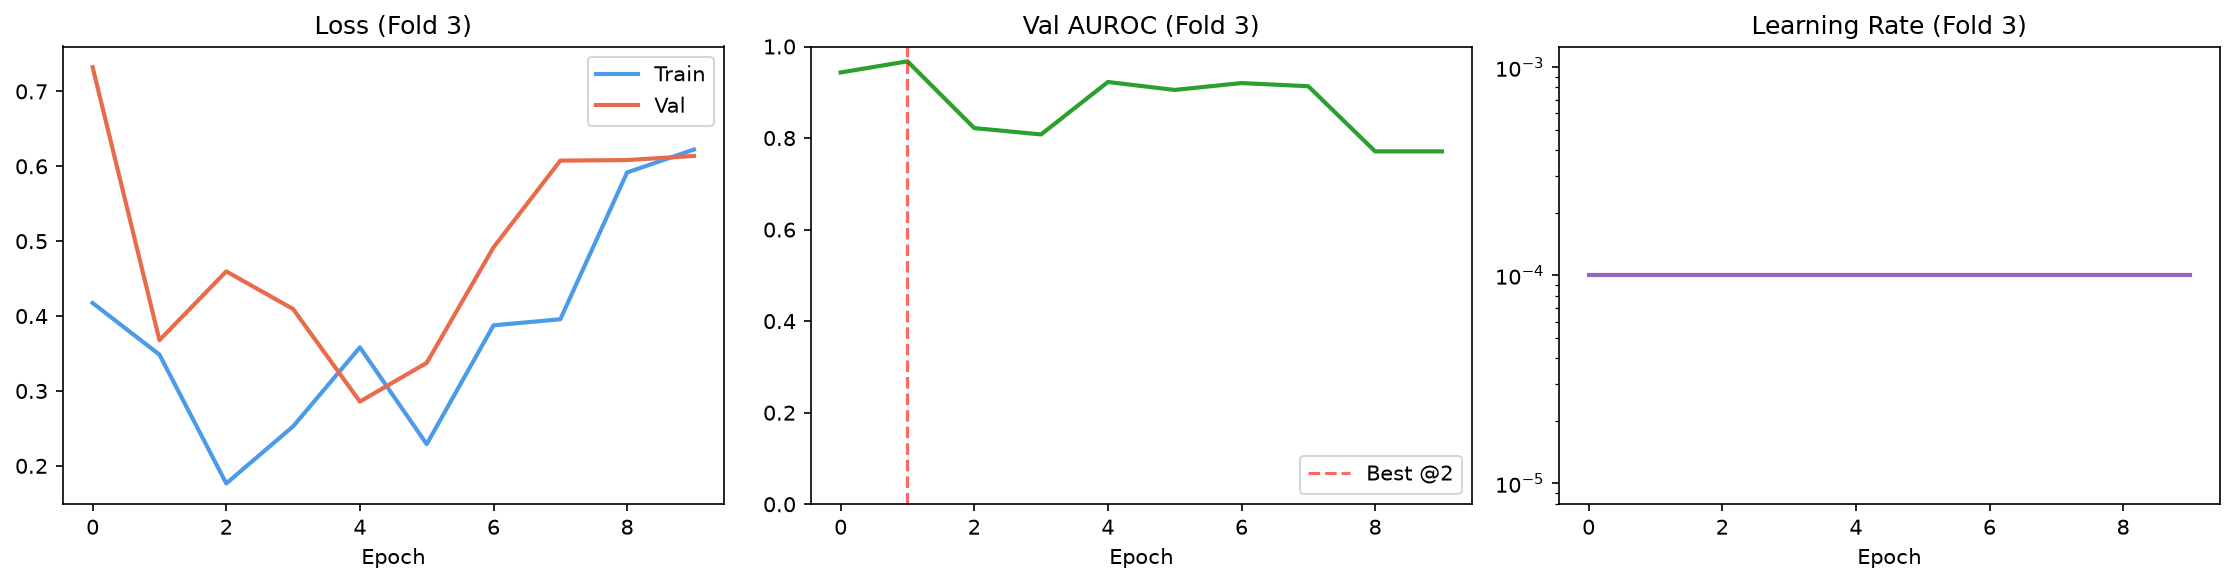 Loss (Fold 3)
0.7
0.6
0.5
0.4
0.3
0.2
0 2 4 6 8
Epoch
Train
Val
Val AUROC (Fold 3)
1.0
0.8
0.6
0.4
0.2
0.0
0 2 4 6 8
Epoch
Best @2
Learning Rate (Fold 3)
10⁻³
10⁻⁴
10⁻⁵
0 2 4 6 8
Epoch